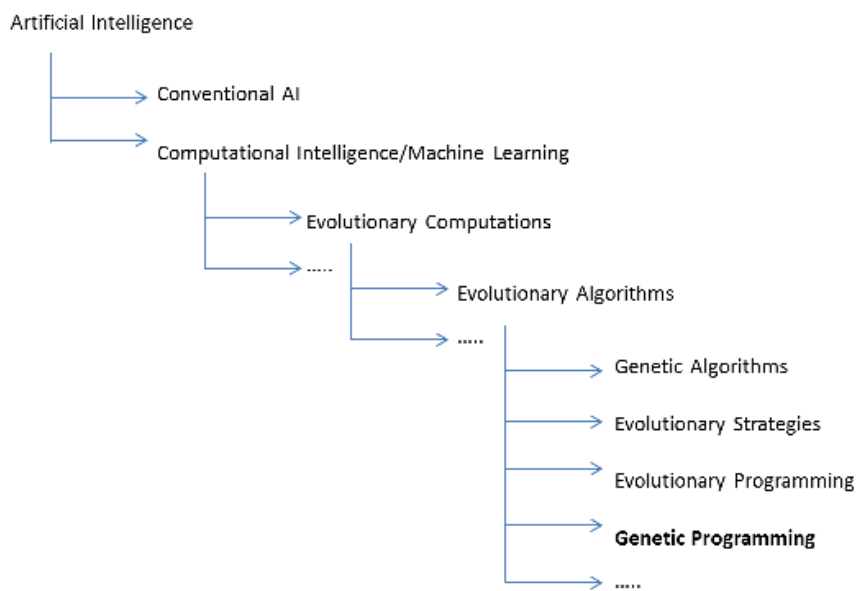 Artificial Intelligence
Conventional AI
Computational Intelligence/Machine Learning
Evolutionary Computations
.....
Evolutionary Algorithms
.....
Genetic Algorithms
Evolutionary Strategies
Evolutionary Programming
Genetic Programming
.....